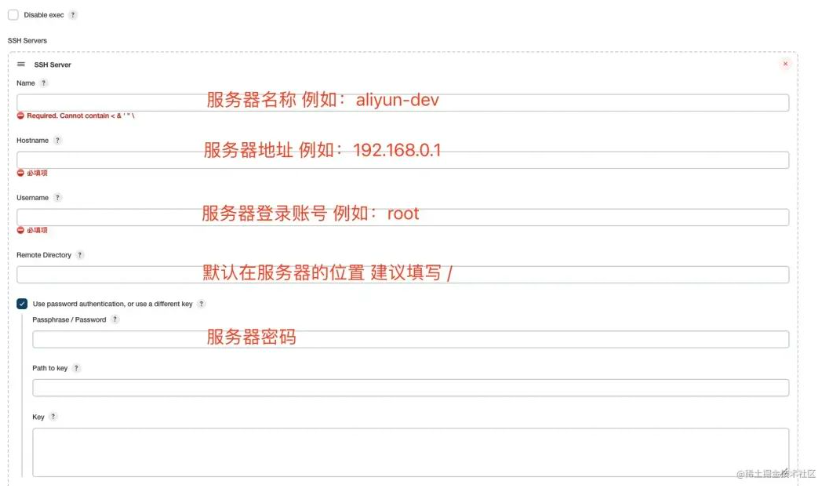 Disable exec ?
SSH Servers
SSH Server
Name ?
服务器名称 例如：aliyun-dev
Required. Cannot contain < & ' " \
Hostname ?
服务器地址 例如：192.168.0.1
必填项
Username ?
服务器登录账号 例如：root
必填项
Remote Directory ?
默认在服务器的位置 建议填写 /
Use password authentication, or use a different key ?
Passphrase / Password ?
服务器密码
Path to key ?
Key ?
@稀土掘金技术社区